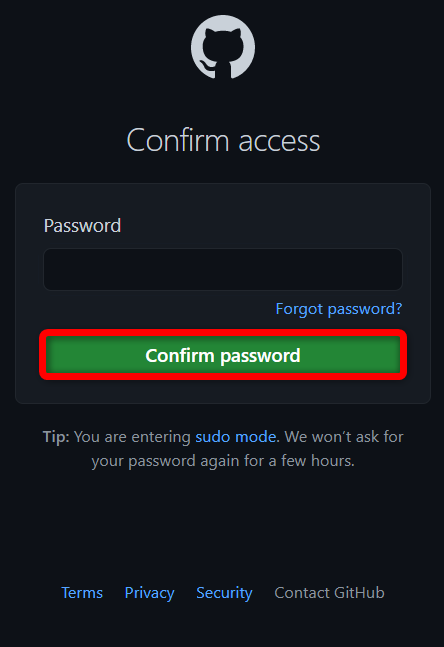 Confirm access
Password
Forgot password?
Confirm password
Tip: You are entering sudo mode. We won’t ask for
your password again for a few hours.
Terms Privacy Security Contact GitHub